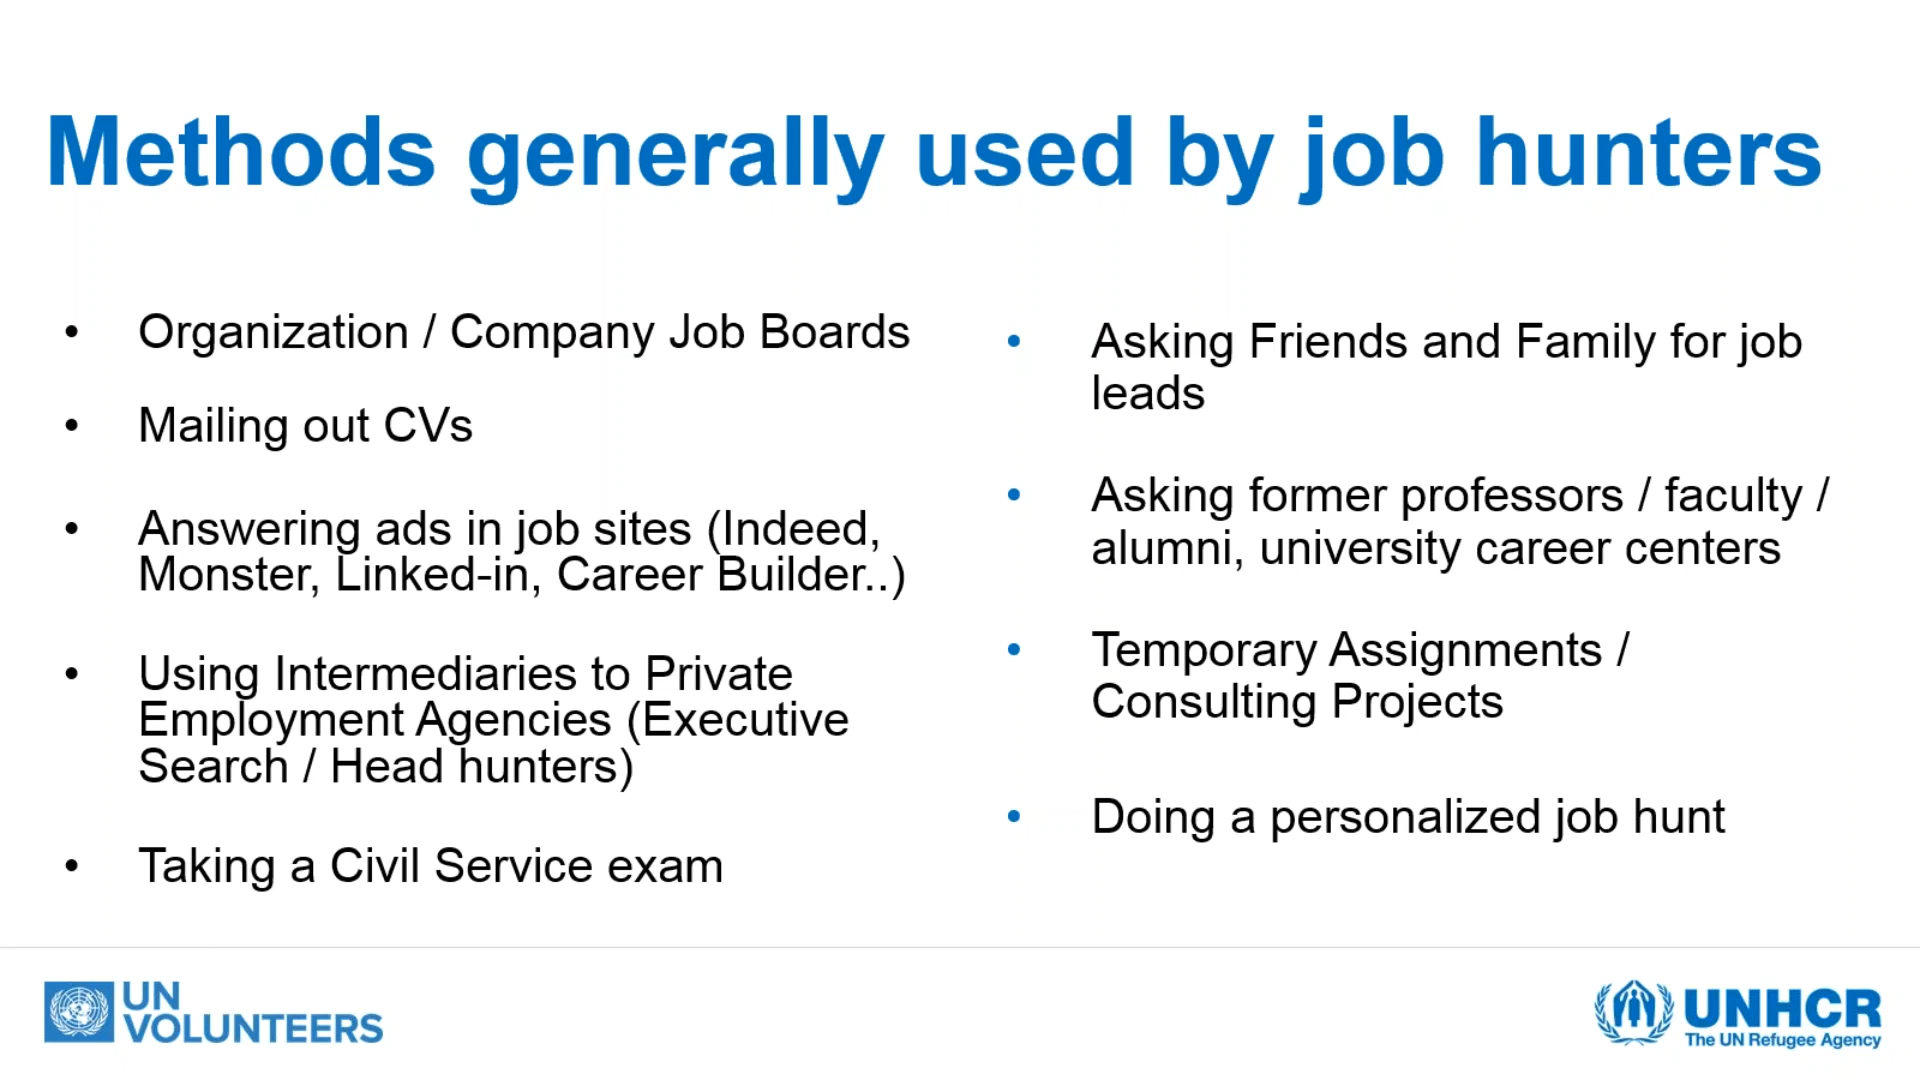 Methods generally used by job hunters
• Organization / Company Job Boards
• Mailing out CVs
• Answering ads in job sites (Indeed,
Monster, Linked-in, Career Builder..)
• Using Intermediaries to Private
Employment Agencies (Executive
Search / Head hunters)
• Taking a Civil Service exam
• Asking Friends and Family for job
leads
• Asking former professors / faculty /
alumni, university career centers
• Temporary Assignments /
Consulting Projects
• Doing a personalized job hunt
UN
VOLUNTEERS
UNHCR
The UN Refugee Agency